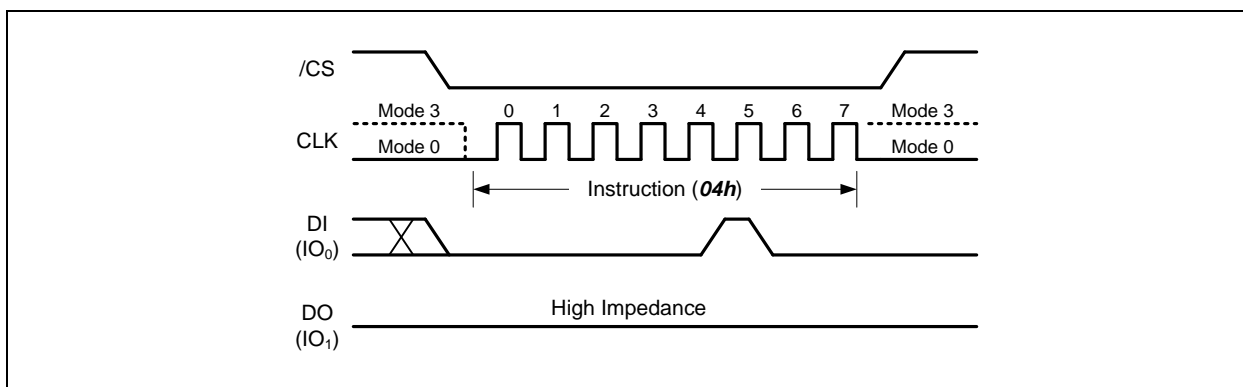 /CS
Mode 3 0 1 2 3 4 5 6 7 Mode 3
CLK
Mode 0 Mode 0
Instruction (04h)
DI
(IO₀)
High Impedance
DO
(IO₁)